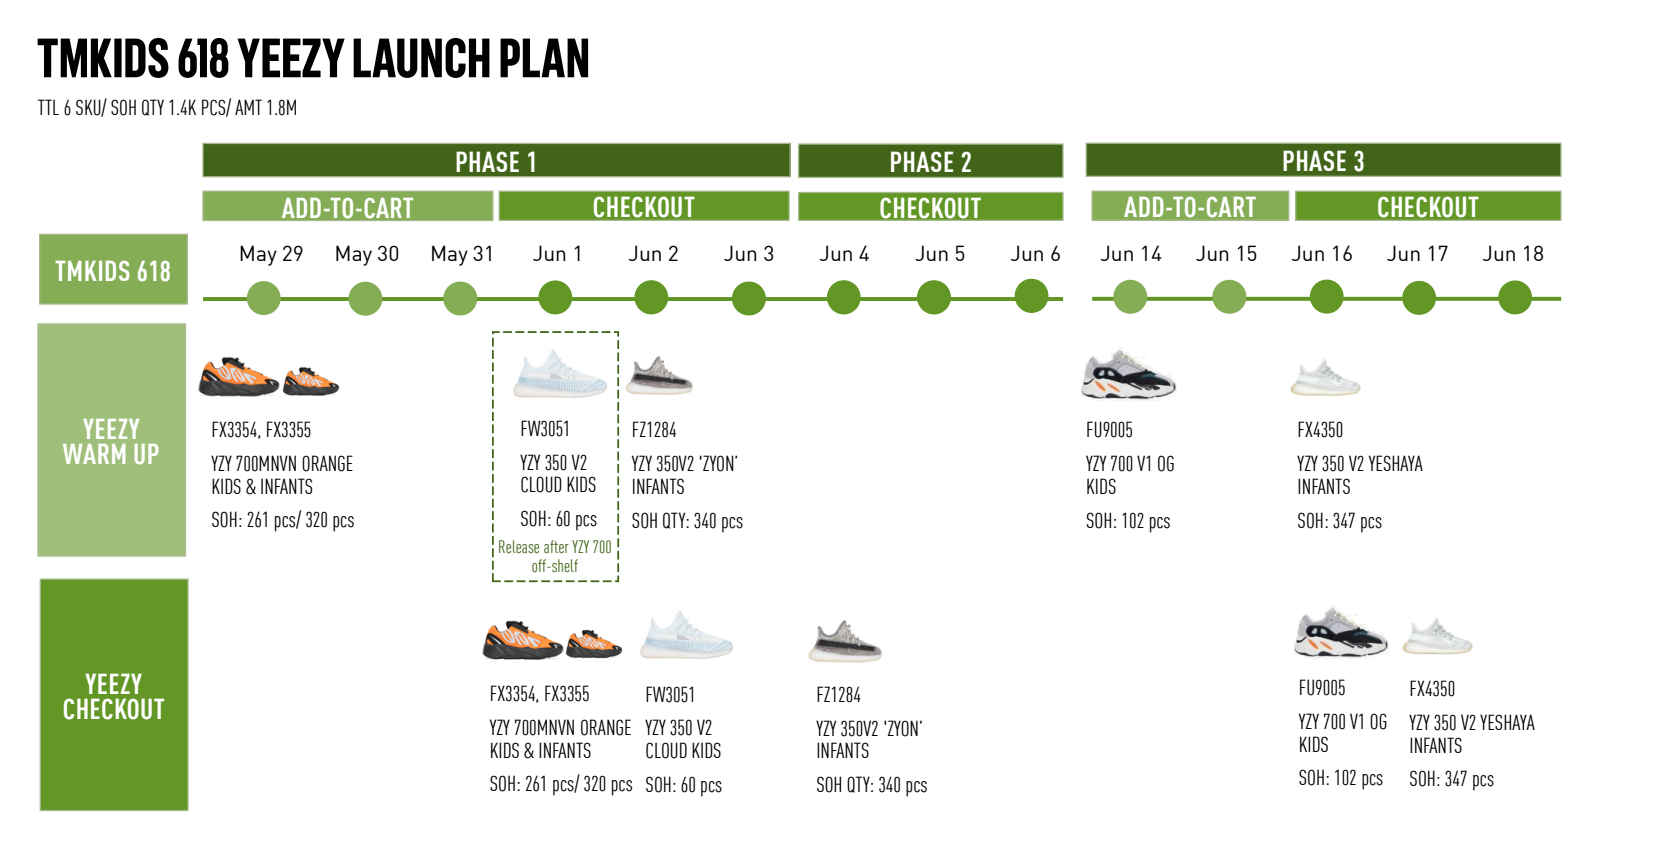 TMKIDS 618 YEEZY LAUNCH PLAN
TTL 6 SKU/ SOH QTY 1.4K PCS/ AMT 1.8M
PHASE 1
PHASE 2
PHASE 3
ADD-TO-CART
CHECKOUT
CHECKOUT
ADD-TO-CART
CHECKOUT
TMKIDS 618
May 29
May 30
May 31
Jun 1
Jun 2
Jun 3
Jun 4
Jun 5
Jun 6
Jun 14
Jun 15
Jun 16
Jun 17
Jun 18
YEEZY
WARM UP
FX3354, FX3355
YZY 700MNVN ORANGE
KIDS & INFANTS
SOH: 261 pcs/ 320 pcs
FW3051
YZY 350 V2
CLOUD KIDS
SOH: 60 pcs
Release after YZY 700
off-shelf
FZ1284
YZY 350V2 'ZYON'
INFANTS
SOH QTY: 340 pcs
FU9005
YZY 700 V1 OG
KIDS
SOH: 102 pcs
FX4350
YZY 350 V2 YESHAYA
INFANTS
SOH: 347 pcs
YEEZY
CHECKOUT
FX3354, FX3355
YZY 700MNVN ORANGE
KIDS & INFANTS
SOH: 261 pcs/ 320 pcs
FW3051
YZY 350 V2
CLOUD KIDS
SOH: 60 pcs
FZ1284
YZY 350V2 'ZYON'
INFANTS
SOH QTY: 340 pcs
FU9005
YZY 700 V1 OG
KIDS
SOH: 102 pcs
FX4350
YZY 350 V2 YESHAYA
INFANTS
SOH: 347 pcs